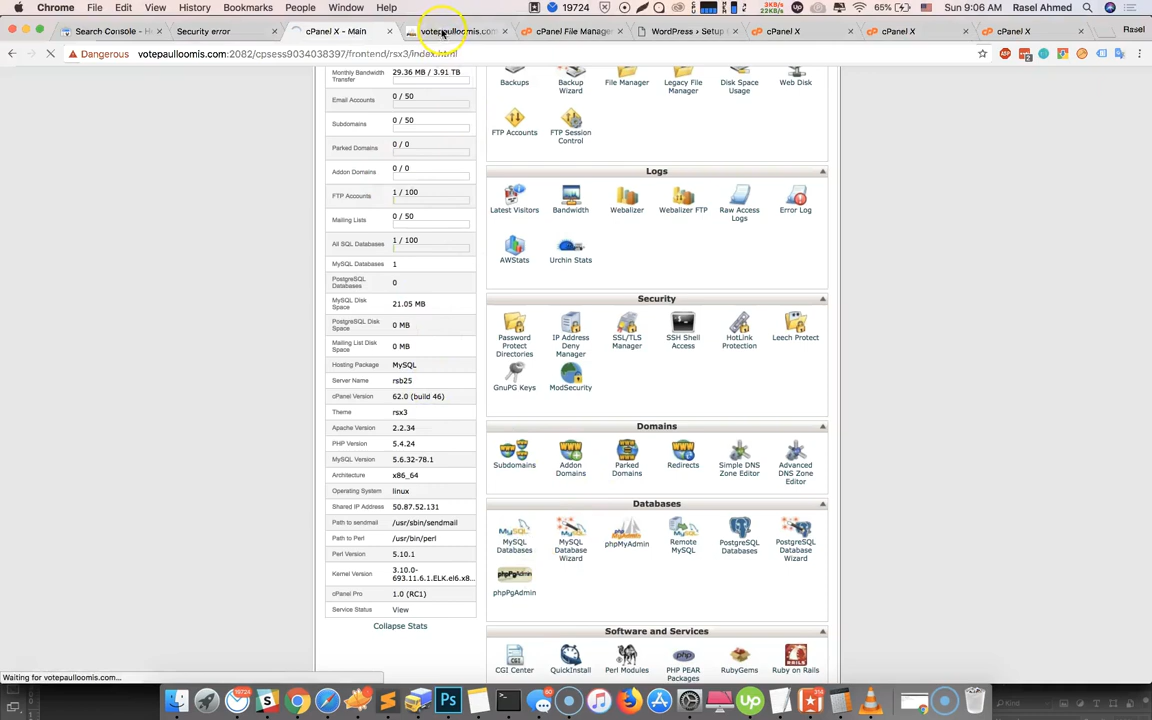 Chrome File Edit View History Bookmarks People Window Help 19724 3KB/s 22KB/s 65% Sun 9:06 AM Rasel Ahmed
Search Console - Ho Security error cPanel X - Main votepaulloomis.com cPanel File Manager WordPress › Setup cPanel X cPanel X cPanel X Rasel
Dangerous votepaulloomis.com:2082/cpsess9034038397/frontend/rsx3/index.html
Monthly Bandwidth Transfer 29.36 MB / 3.91 TB
Email Accounts 0 / 50
Subdomains 0 / 50
Parked Domains 0 / 0
Addon Domains 0 / 0
FTP Accounts 1 / 100
Mailing Lists 0 / 50
All SQL Databases 1 / 100
MySQL Databases 1
PostgreSQL Databases 0
MySQL Disk Space 21.05 MB
PostgreSQL Disk Space 0 MB
Mailing List Disk Space 0 MB
Hosting Package MySQL
Server Name rsb25
cPanel Version 62.0 (build 46)
Theme rsx3
Apache Version 2.2.34
PHP Version 5.4.24
MySQL Version 5.6.32-78.1
Architecture x86_64
Operating System linux
Shared IP Address 50.87.52.131
Path to sendmail /usr/sbin/sendmail
Path to Perl /usr/bin/perl
Perl Version 5.10.1
Kernel Version 3.10.0-
693.11.6.1.ELK.el6.x8...
cPanel Pro 1.0 (RC1)
Service Status View
Collapse Stats
Backups Backup Wizard File Manager Legacy File Manager Disk Space Usage Web Disk
FTP Accounts FTP Session Control
Logs
Latest Visitors Bandwidth Webalizer Webalizer FTP Raw Access Logs Error Log
AWStats Urchin Stats
Security
Password Protect Directories IP Address Deny Manager SSL/TLS Manager SSH Shell Access HotLink Protection Leech Protect
GnuPG Keys ModSecurity
Domains
Subdomains Addon Domains Parked Domains Redirects Simple DNS Zone Editor Advanced DNS Zone Editor
Databases
MySQL Databases MySQL Database Wizard phpMyAdmin Remote MySQL PostgreSQL Databases PostgreSQL Database Wizard
phpPgAdmin
Software and Services
CGI Center QuickInstall Perl Modules PHP PEAR Packages RubyGems Ruby on Rails
Waiting for votepaulloomis.com...